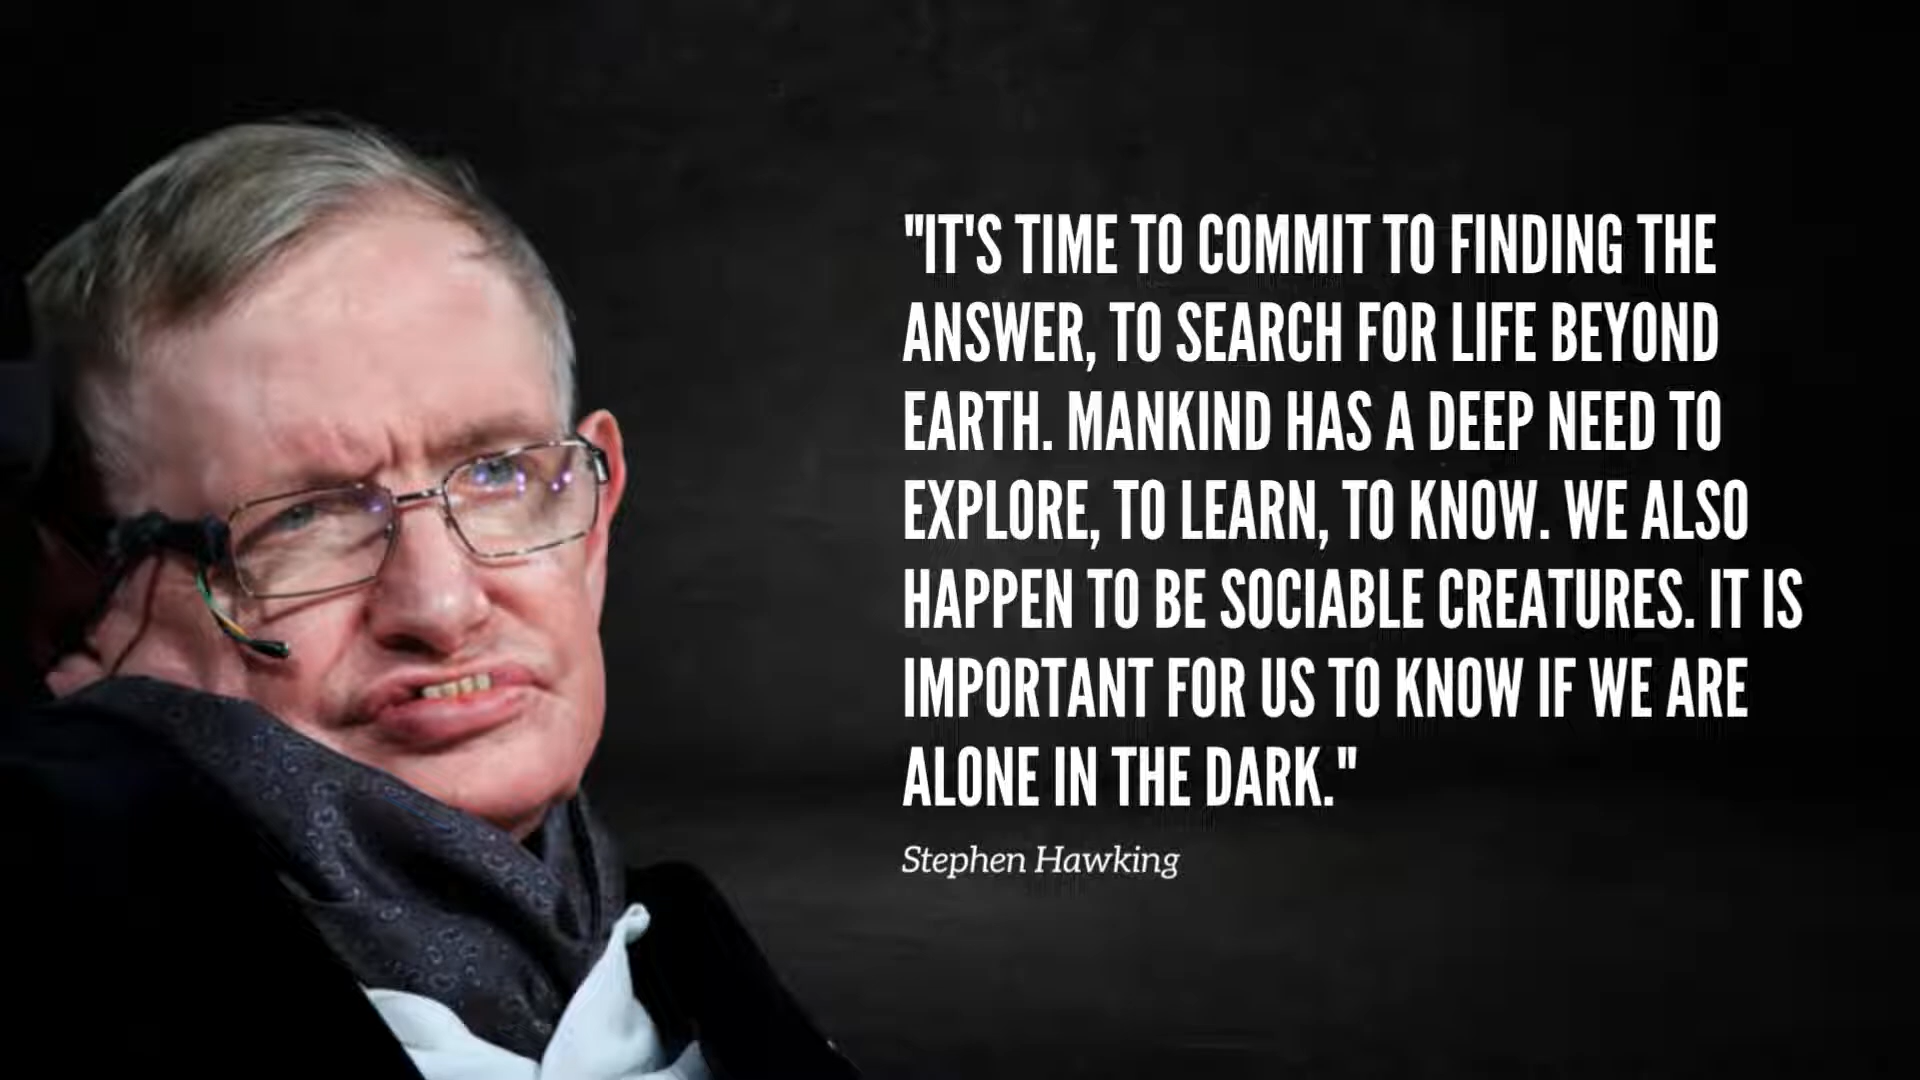 "IT'S TIME TO COMMIT TO FINDING THE
ANSWER, TO SEARCH FOR LIFE BEYOND
EARTH. MANKIND HAS A DEEP NEED TO
EXPLORE, TO LEARN, TO KNOW. WE ALSO
HAPPEN TO BE SOCIABLE CREATURES. IT IS
IMPORTANT FOR US TO KNOW IF WE ARE
ALONE IN THE DARK."
Stephen Hawking